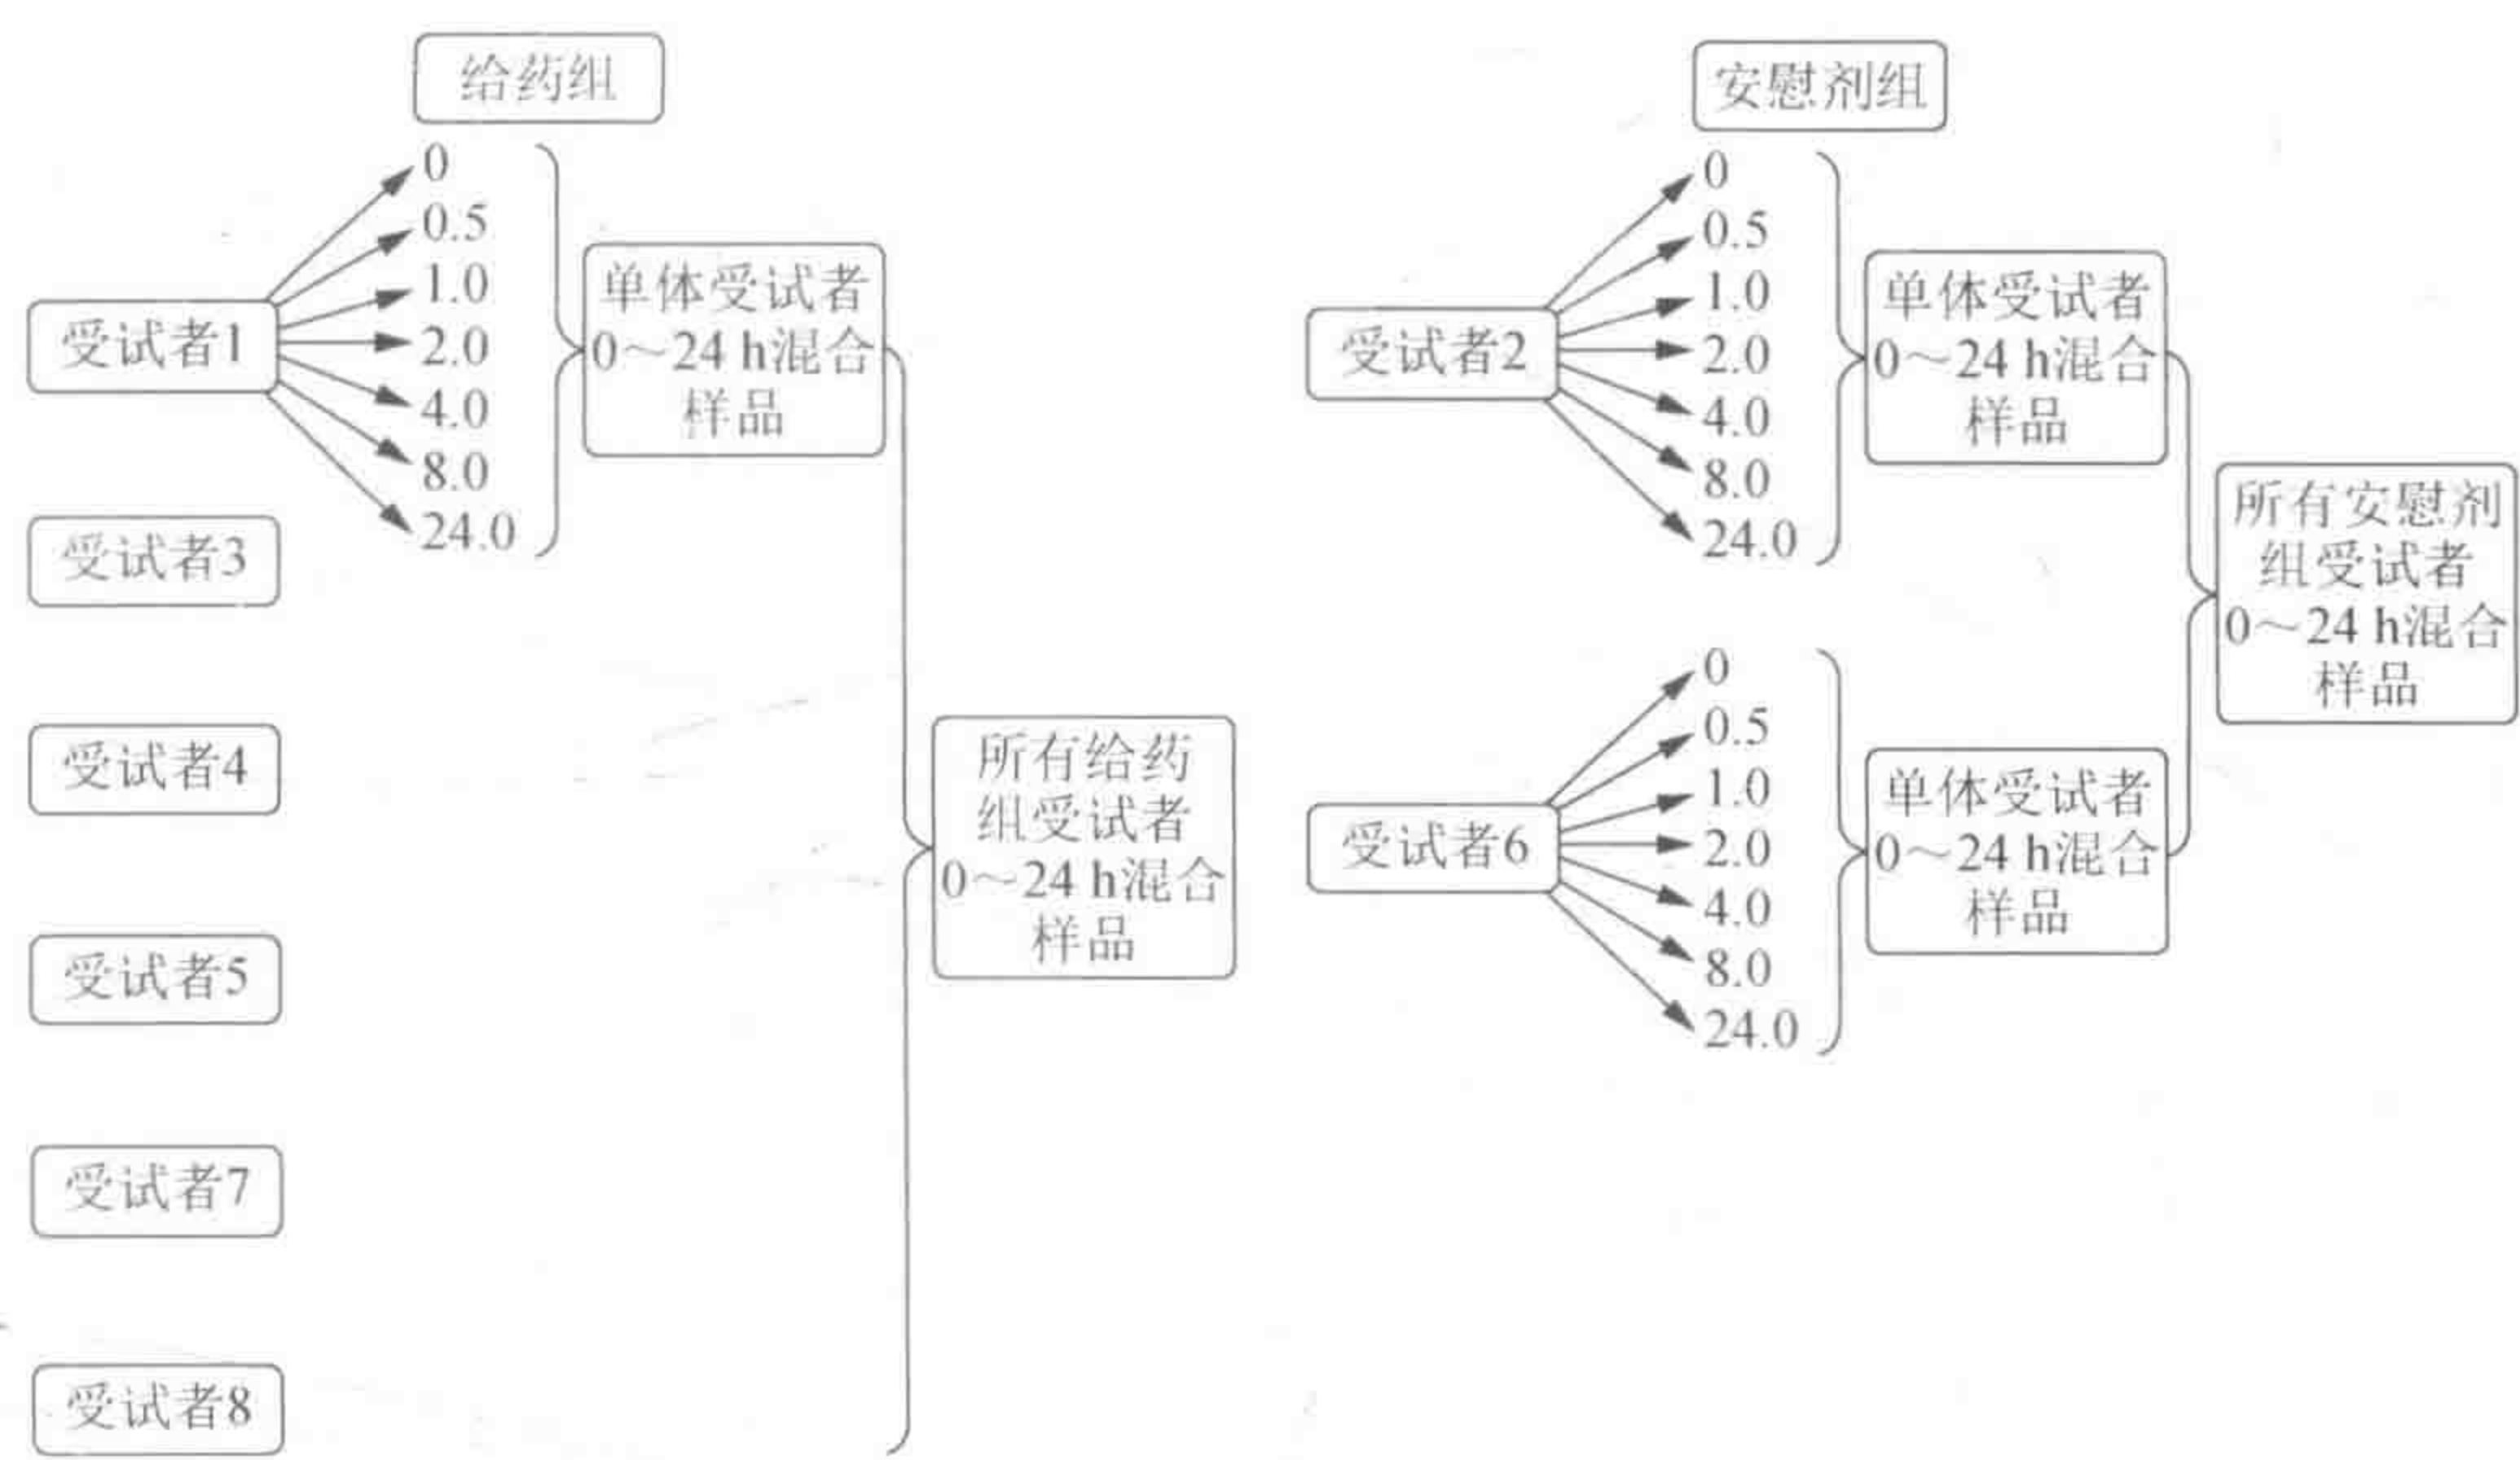 给药组
0
0.5
1.0
2.0
4.0
8.0
24.0
受试者1
单体受试者
0～24 h混合
样品
受试者3
受试者4
受试者5
受试者7
受试者8
所有给药
组受试者
0～24 h混合
样品
安慰剂组
0
0.5
1.0
2.0
4.0
8.0
24.0
受试者2
单体受试者
0～24 h混合
样品
0
0.5
1.0
2.0
4.0
8.0
24.0
受试者6
单体受试者
0～24 h混合
样品
所有安慰剂
组受试者
0～24 h混合
样品